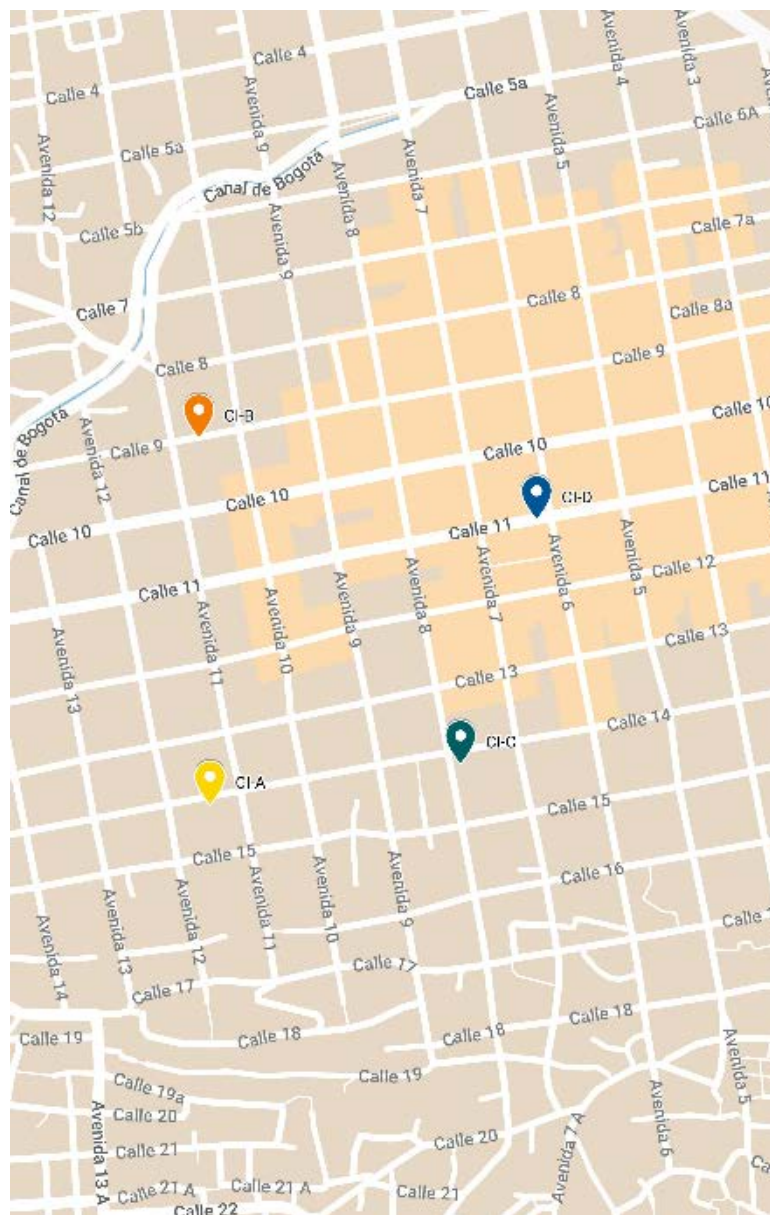 Calle 4
Calle 4
Avenida 9
Avenida 4
Avenida 3
Calle 5a
Avenida 5
Calle 6A
Avenida 12
Calle 5a
Canal de Bogotá
Avenida 8
Avenida 7
Calle 5b
Avenida 9
Calle 7a
Calle 7
Calle 8
Calle 8a
Calle 8
Calle 9
CI-B
Canal de Bogotá
Calle 9
Avenida 12
Calle 10
Calle 10
Calle 10
Calle 10
CI-D
Calle 11
Calle 11
Calle 11
Avenida 5
Avenida 6
Avenida 7
Avenida 8
Calle 12
Avenida 9
Avenida 10
Avenida 11
Avenida 13
Calle 13
Calle 13
Calle 14
CI-C
CI-A
Calle 15
Calle 15
Calle 16
Avenida 9
Avenida 10
Avenida 11
Avenida 12
Avenida 13
Avenida 14
Calle 17
Calle 17
Calle 18
Calle 18
Calle 18
Calle 19
Calle 19
Calle 19a
Calle 20
Avenida 13 A
Avenida 5
Avenida 6
Avenida 7 A
Calle 20
Calle 21
Calle 21 A
Calle 21 A
Calle 21
Calle 22